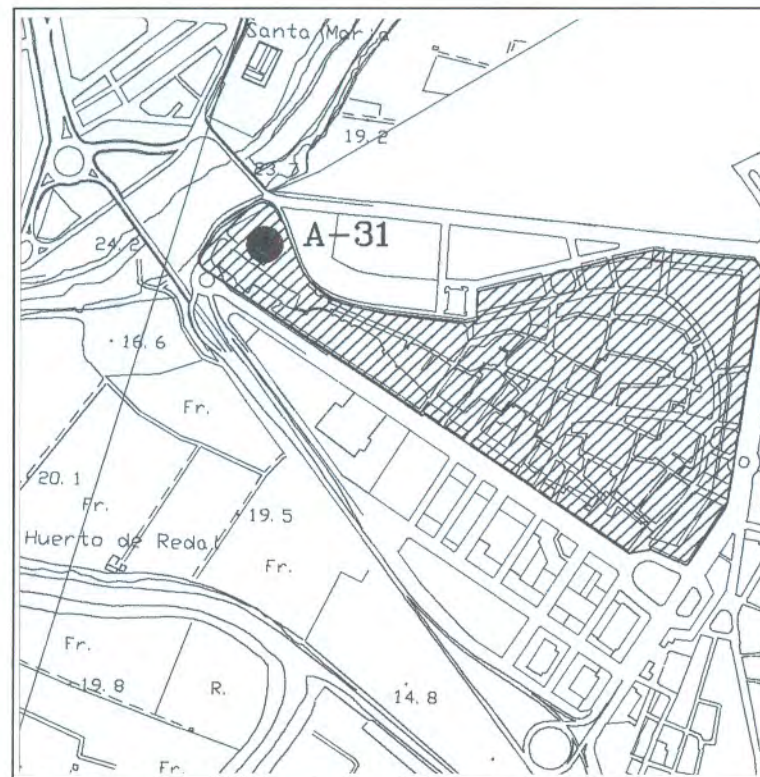 Santa Maria
19.2
23.7
A-31
24.2
16.6
Fr.
20.1
Fr.
19.5
Huerto de Redal
Fr.
Fr.
19.8
R.
14.8
Fr.